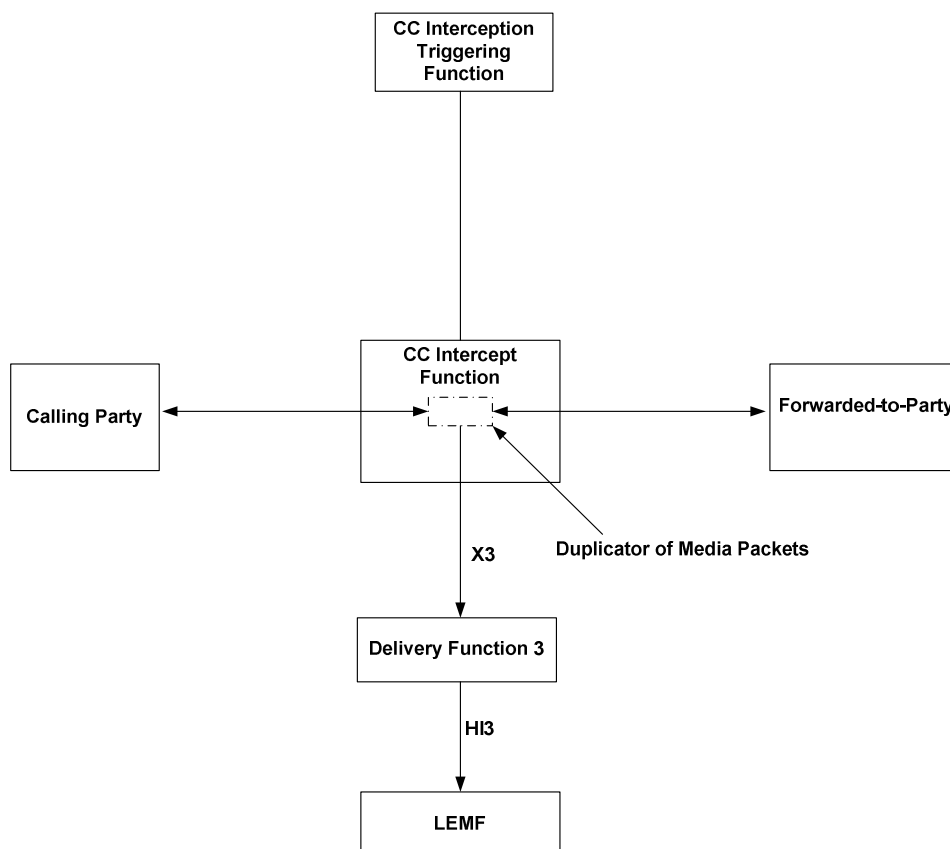 CC Interception
Triggering
Function
CC Intercept
Function
Calling Party
Forwarded-to-Party
Duplicator of Media Packets
X3
Delivery Function 3
HI3
LEMF